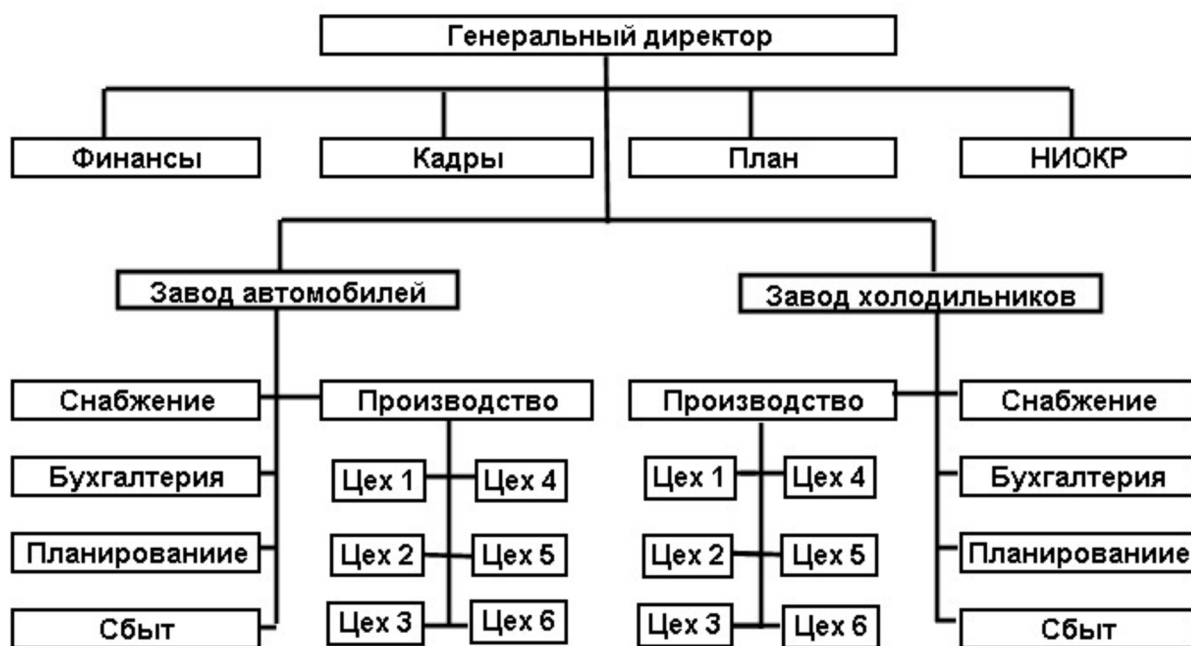 Генеральный директор
Финансы
Кадры
План
НИОКР
Завод автомобилей
Завод холодильников
Снабжение
Производство
Производство
Снабжение
Бухгалтерия
Цех 1
Цех 4
Цех 1
Цех 4
Бухгалтерия
Планированиие
Цех 2
Цех 5
Цех 2
Цех 5
Планированиие
Сбыт
Цех 3
Цех 6
Цех 3
Цех 6
Сбыт